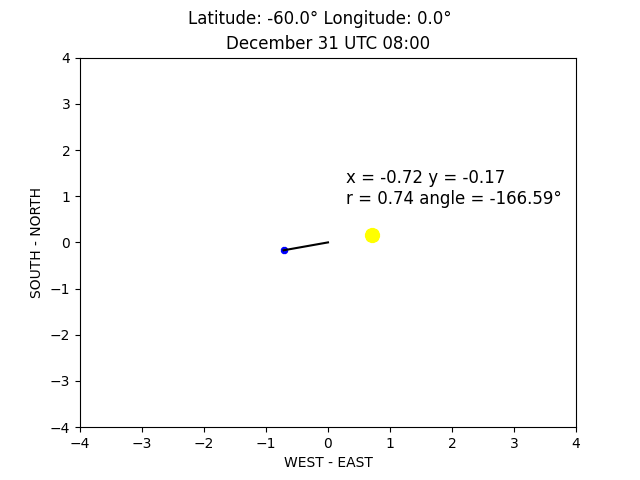 Latitude: -60.0° Longitude: 0.0°
December 31 UTC 08:00
4
3
2
1
0
−1
−2
−3
−4
SOUTH - NORTH
x = -0.72 y = -0.17
r = 0.74 angle = -166.59°
−4 −3 −2 −1 0 1 2 3 4
WEST - EAST